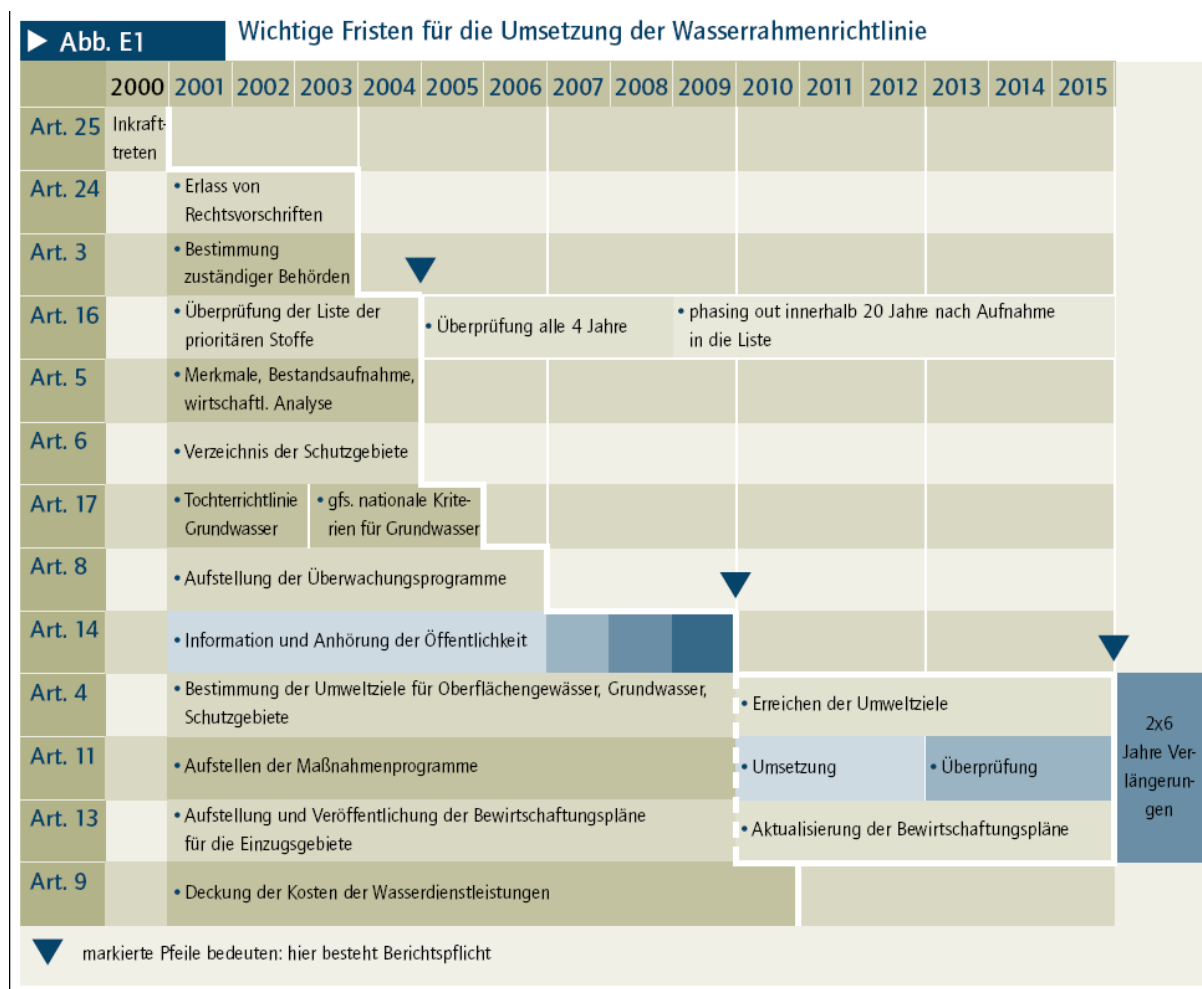 ▶ Abb. E1
Wichtige Fristen für die Umsetzung der Wasserrahmenrichtlinie
2000 2001 2002 2003 2004 2005 2006 2007 2008 2009 2010 2011 2012 2013 2014 2015
Art. 25
Inkraft-
treten
Art. 24
• Erlass von
Rechtsvorschriften
Art. 3
• Bestimmung
zuständiger Behörden
Art. 16
• Überprüfung der Liste der
prioritären Stoffe
• Überprüfung alle 4 Jahre
• phasing out innerhalb 20 Jahre nach Aufnahme
in die Liste
Art. 5
• Merkmale, Bestandsaufnahme,
wirtschaftl. Analyse
Art. 6
• Verzeichnis der Schutzgebiete
Art. 17
• Tochterrichtlinie
Grundwasser
• gfs. nationale Krite-
rien für Grundwasser
Art. 8
• Aufstellung der Überwachungsprogramme
Art. 14
• Information und Anhörung der Öffentlichkeit
Art. 4
• Bestimmung der Umweltziele für Oberflächengewässer, Grundwasser,
Schutzgebiete
• Erreichen der Umweltziele
Art. 11
• Aufstellen der Maßnahmenprogramme
• Umsetzung
• Überprüfung
Art. 13
• Aufstellung und Veröffentlichung der Bewirtschaftungspläne
für die Einzugsgebiete
• Aktualisierung der Bewirtschaftungspläne
2x6
Jahre Ver-
längerun-
gen
Art. 9
• Deckung der Kosten der Wasserdienstleistungen
▼ markierte Pfeile bedeuten: hier besteht Berichtspflicht